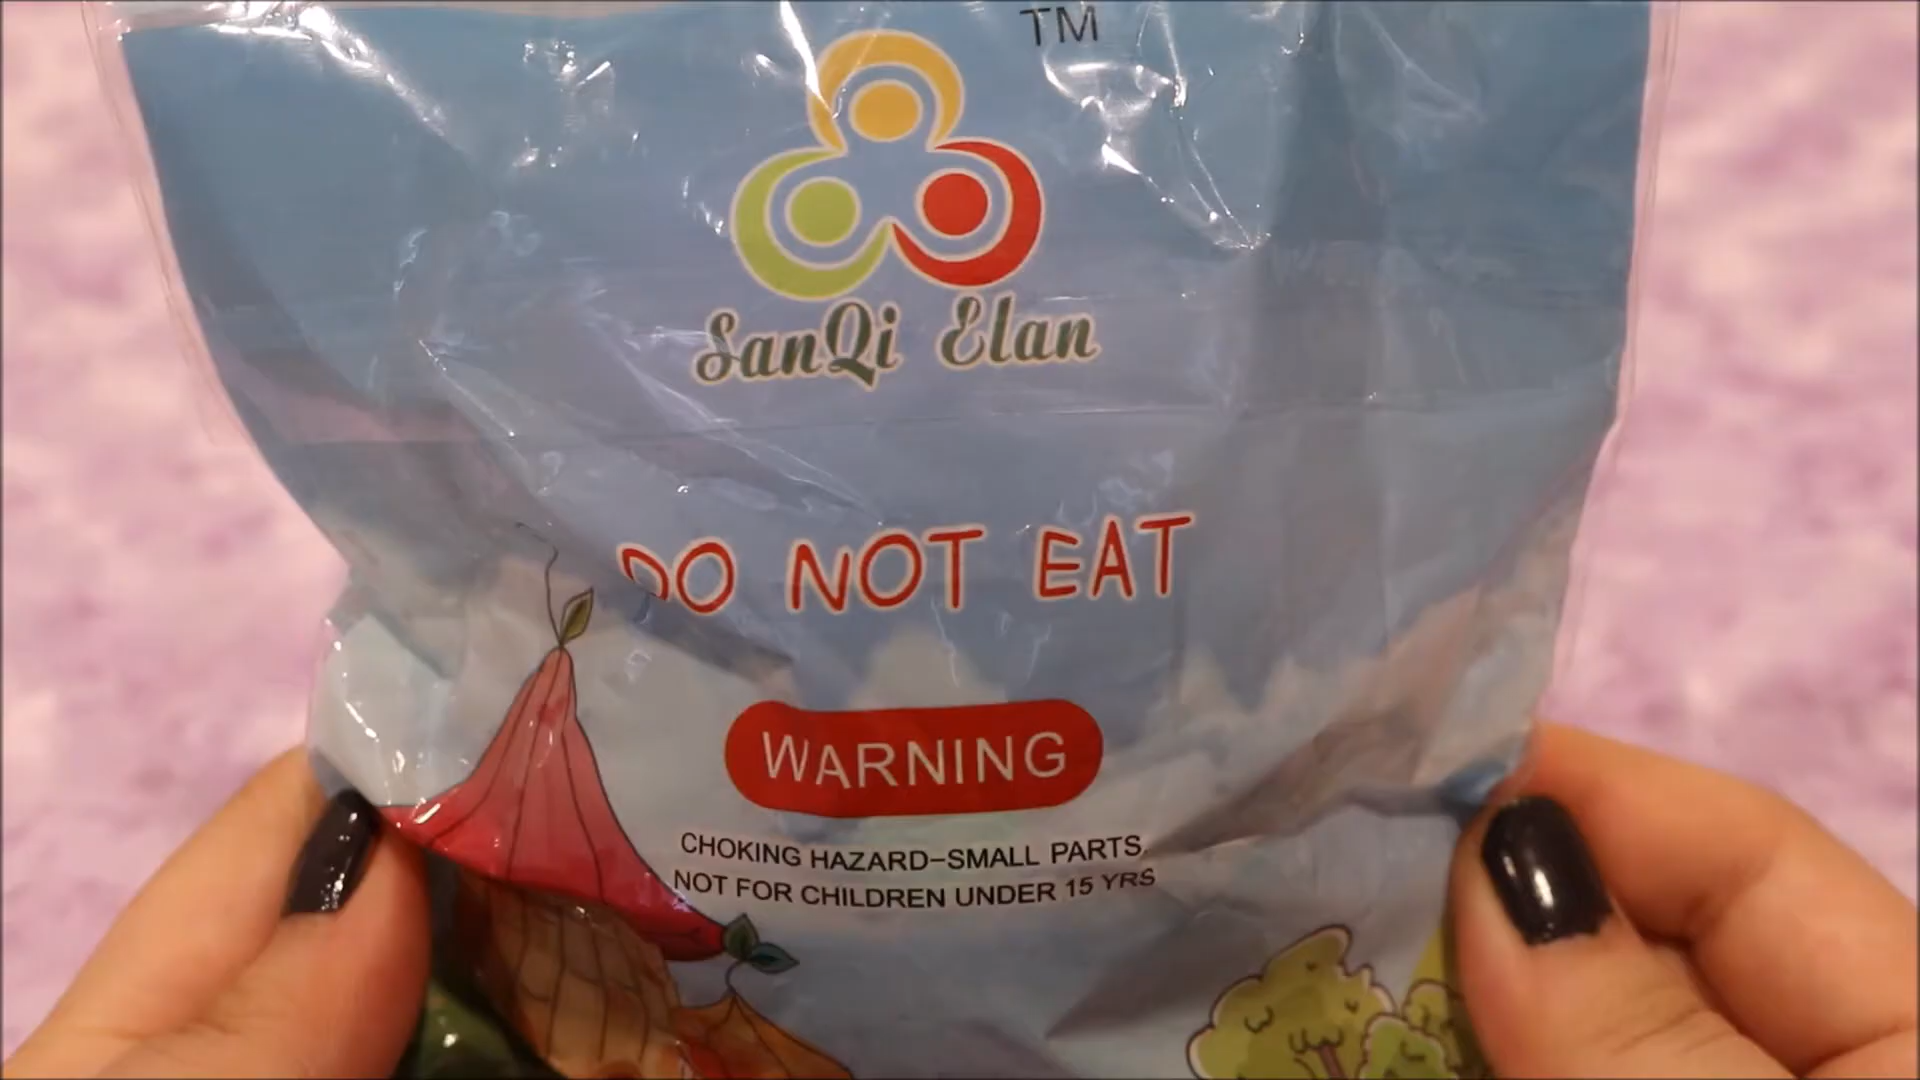 TM
SanQi Elan
DO NOT EAT
WARNING
CHOKING HAZARD-SMALL PARTS
NOT FOR CHILDREN UNDER 15 YRS